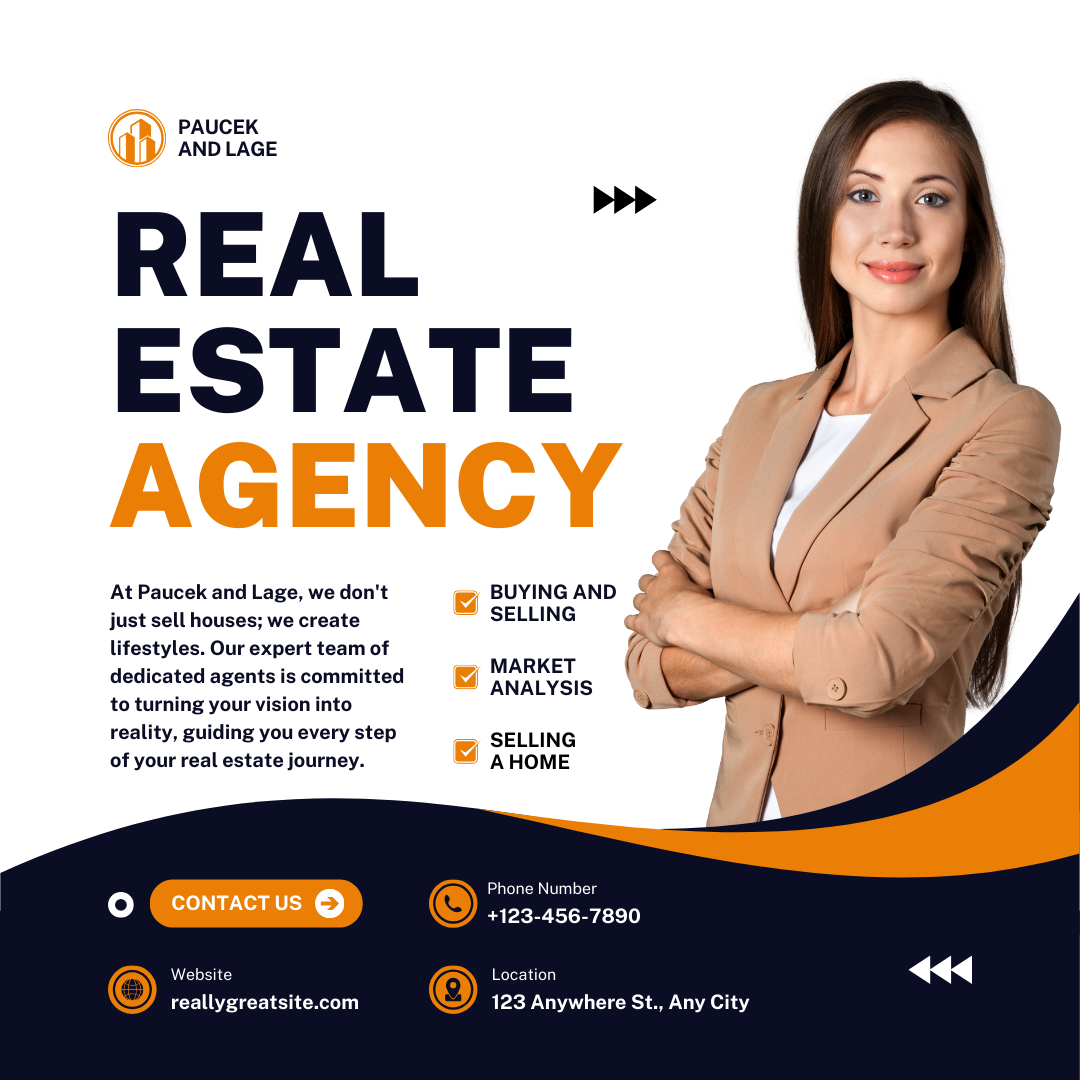 PAUCEK
AND LAGE
REAL
ESTATE
AGENCY
At Paucek and Lage, we don't
just sell houses; we create
lifestyles. Our expert team of
dedicated agents is committed
to turning your vision into
reality, guiding you every step
of your real estate journey.
BUYING AND
SELLING
MARKET
ANALYSIS
SELLING
A HOME
CONTACT US
Phone Number
+123-456-7890
Website
reallygreatsite.com
Location
123 Anywhere St., Any City